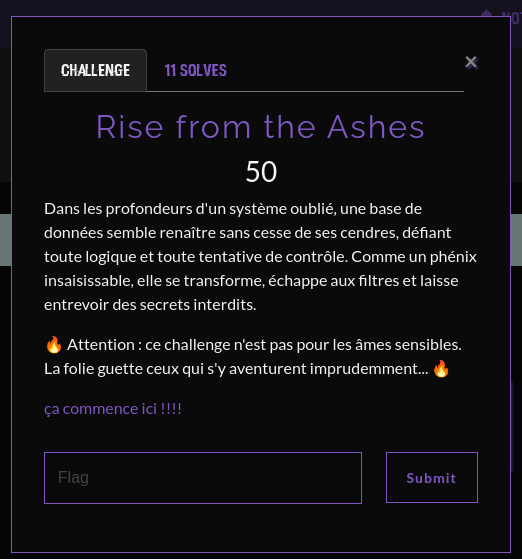 NOT
CHALLENGE
11 SOLVES
×
Rise from the Ashes
50
Dans les profondeurs d'un système oublié, une base de
données semble renaître sans cesse de ses cendres, défiant
toute logique et toute tentative de contrôle. Comme un phénix
insaisissable, elle se transforme, échappe aux filtres et laisse
entrevoir des secrets interdits.
🔥 Attention : ce challenge n'est pas pour les âmes sensibles.
La folie guette ceux qui s'y aventurent imprudemment... 🔥
ça commence ici !!!!
Flag
Submit